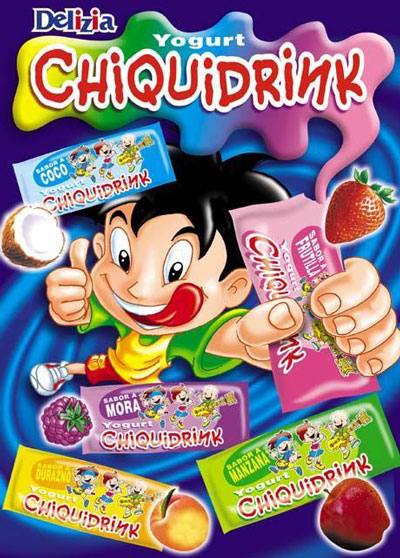 Delizia
Yogurt
CHIQUIDRINK
SABOR A
COCO
Yogurt
CHIQUIDRINK
SABOR A
FRUTILLA
Yogurt
SABOR A
MORA
Yogurt
CHIQUIDRINK
SABOR A
DURAZNO
Yogurt
CHIQUIDRINK
SABOR A
MANZANA
Yogurt
CHIQUIDRINK